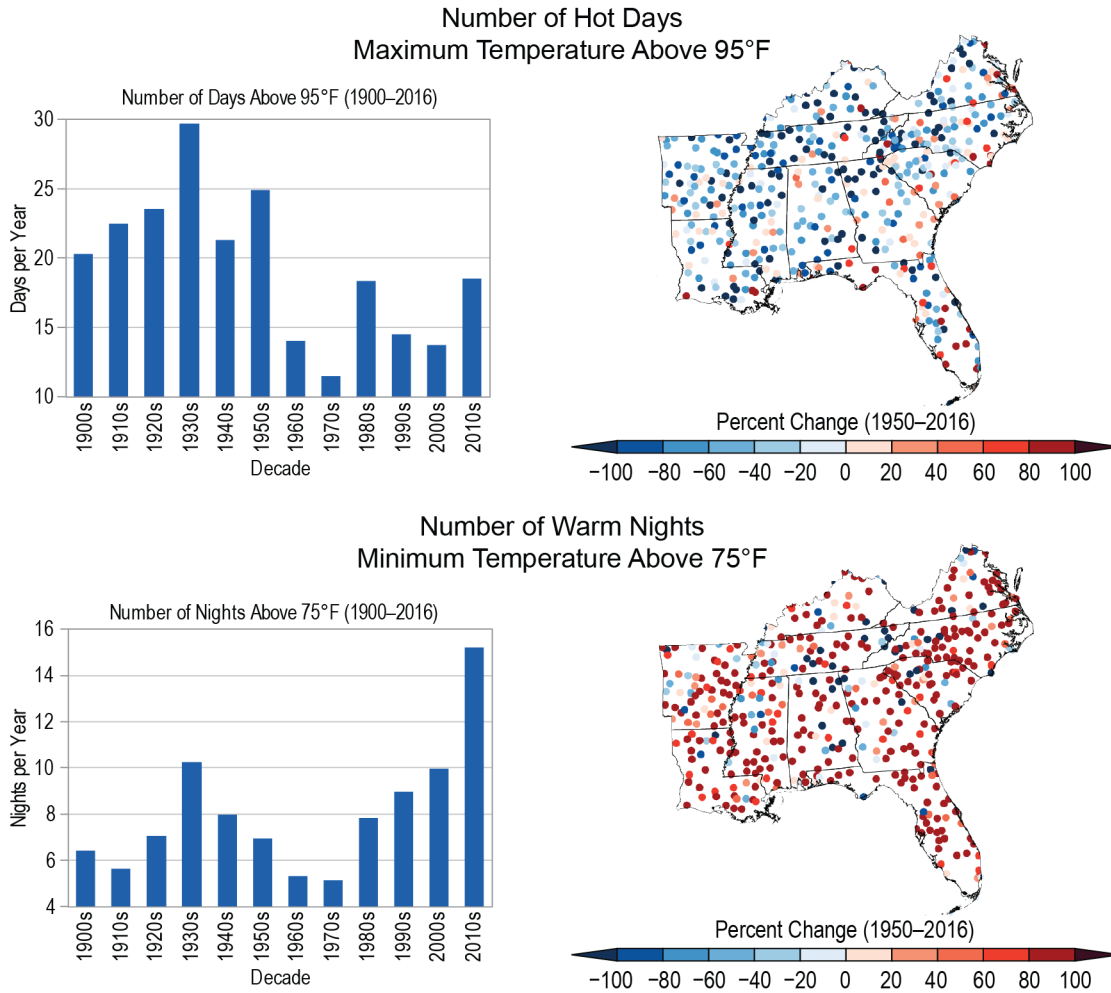 Number of Hot Days
Maximum Temperature Above 95°F
Number of Days Above 95°F (1900–2016)
Days per Year
30
25
20
15
10
1900s
1910s
1920s
1930s
1940s
1950s
1960s
1970s
1980s
1990s
2000s
2010s
Decade
Percent Change (1950–2016)
−100 −80 −60 −40 −20 0 20 40 60 80 100
Number of Warm Nights
Minimum Temperature Above 75°F
Number of Nights Above 75°F (1900–2016)
Nights per Year
16
14
12
10
8
6
4
1900s
1910s
1920s
1930s
1940s
1950s
1960s
1970s
1980s
1990s
2000s
2010s
Decade
Percent Change (1950–2016)
−100 −80 −60 −40 −20 0 20 40 60 80 100